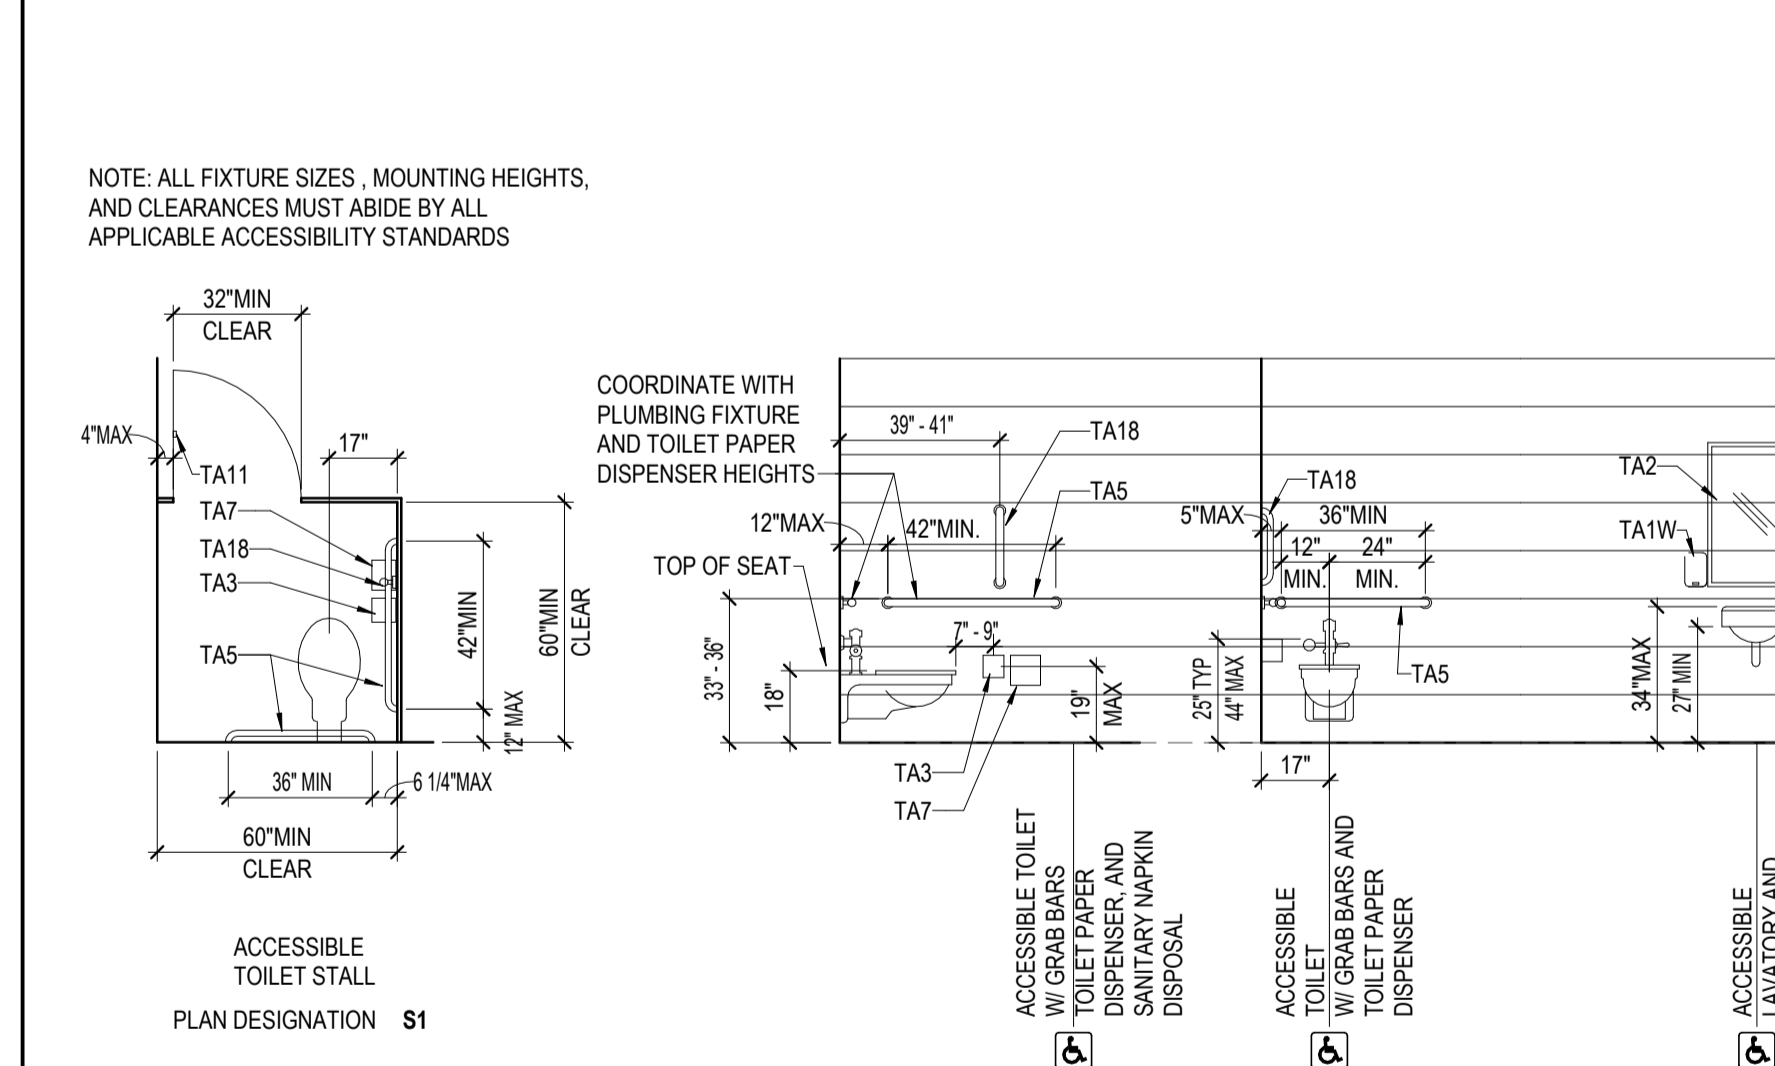 NOTE: ALL FIXTURE SIZES , MOUNTING HEIGHTS,
AND CLEARANCES MUST ABIDE BY ALL
APPLICABLE ACCESSIBILITY STANDARDS
32"MIN
CLEAR
4"MAX
17"
TA11
TA7
TA18
TA3
TA5
42"MIN
60"MIN
CLEAR
12" MAX
36" MIN
6 1/4"MAX
60"MIN
CLEAR
ACCESSIBLE
TOILET STALL
PLAN DESIGNATION S1
COORDINATE WITH
PLUMBING FIXTURE
AND TOILET PAPER
DISPENSER HEIGHTS
39" - 41"
TA18
TA5
12"MAX
42"MIN.
TOP OF SEAT
33" - 36"
18"
7" - 9"
19"
MAX
TA3
TA7
ACCESSIBLE TOILET
W/ GRAB BARS
TOILET PAPER
DISPENSER, AND
SANITARY NAPKIN
DISPOSAL
TA18
5"MAX
36"MIN
12"
MIN.
24"
MIN.
25" TYP
44" MAX
TA5
17"
ACCESSIBLE
TOILET
W/ GRAB BARS AND
TOILET PAPER
DISPENSER
TA2
TA1W
34"MAX
27" MIN
ACCESSIBLE
LAVATORY AND